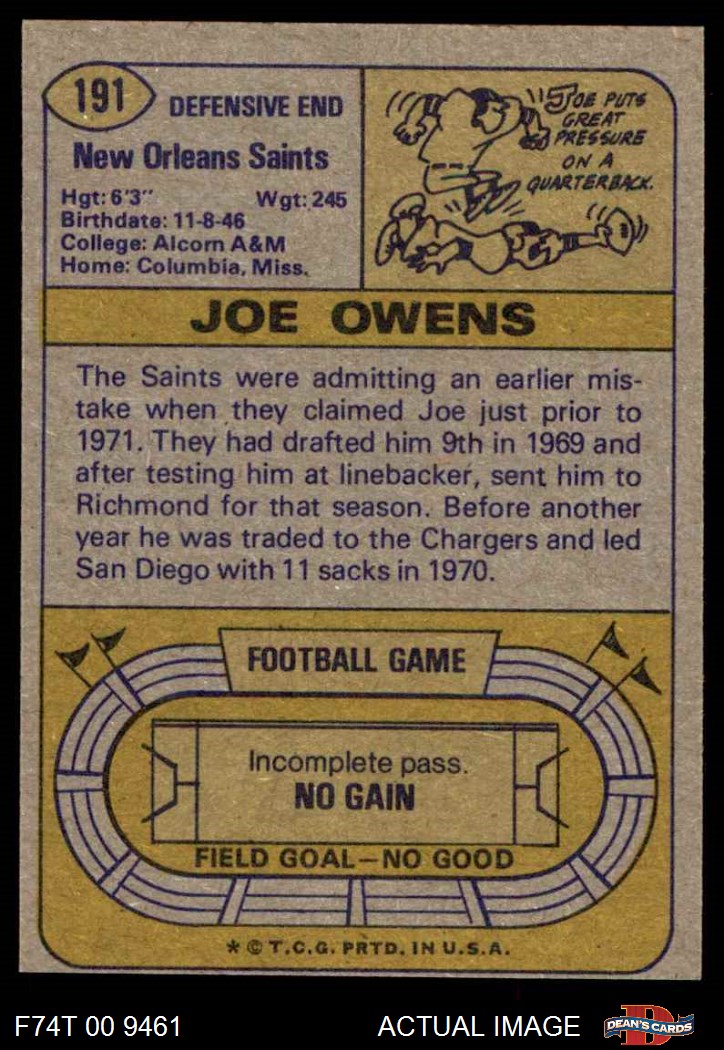 191
DEFENSIVE END
New Orleans Saints
Hgt: 6'3" Wgt: 245
Birthdate: 11-8-46
College: Alcorn A&M
Home: Columbia, Miss.
JOE PUTS
GREAT
PRESSURE
ON A
QUARTERBACK.
JOE OWENS
The Saints were admitting an earlier mis-
take when they claimed Joe just prior to
1971. They had drafted him 9th in 1969 and
after testing him at linebacker, sent him to
Richmond for that season. Before another
year he was traded to the Chargers and led
San Diego with 11 sacks in 1970.
FOOTBALL GAME
Incomplete pass.
NO GAIN
FIELD GOAL—NO GOOD
* © T.C.G. PRTD. IN U.S.A.
F74T 00 9461 ACTUAL IMAGE
D
DEAN'S CARDS